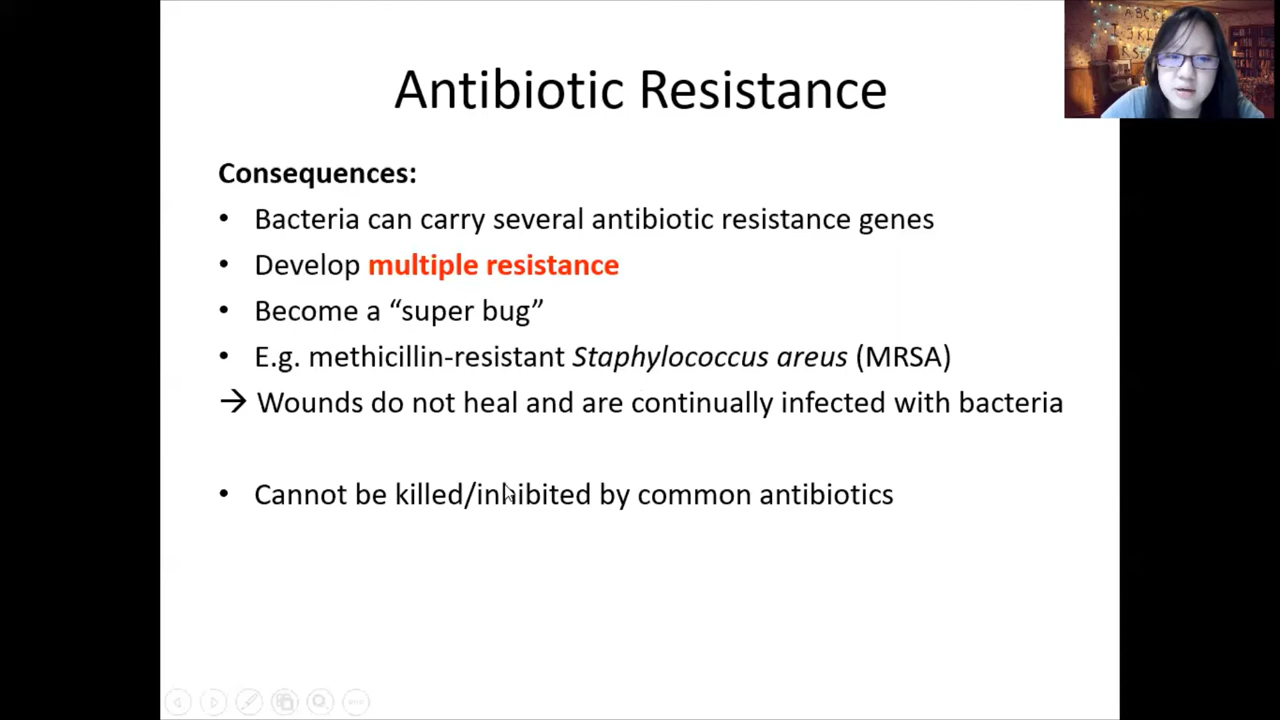 Antibiotic Resistance
Consequences:
• Bacteria can carry several antibiotic resistance genes
• Develop multiple resistance
• Become a “super bug”
• E.g. methicillin-resistant Staphylococcus areus (MRSA)
→ Wounds do not heal and are continually infected with bacteria
• Cannot be killed/inhibited by common antibiotics